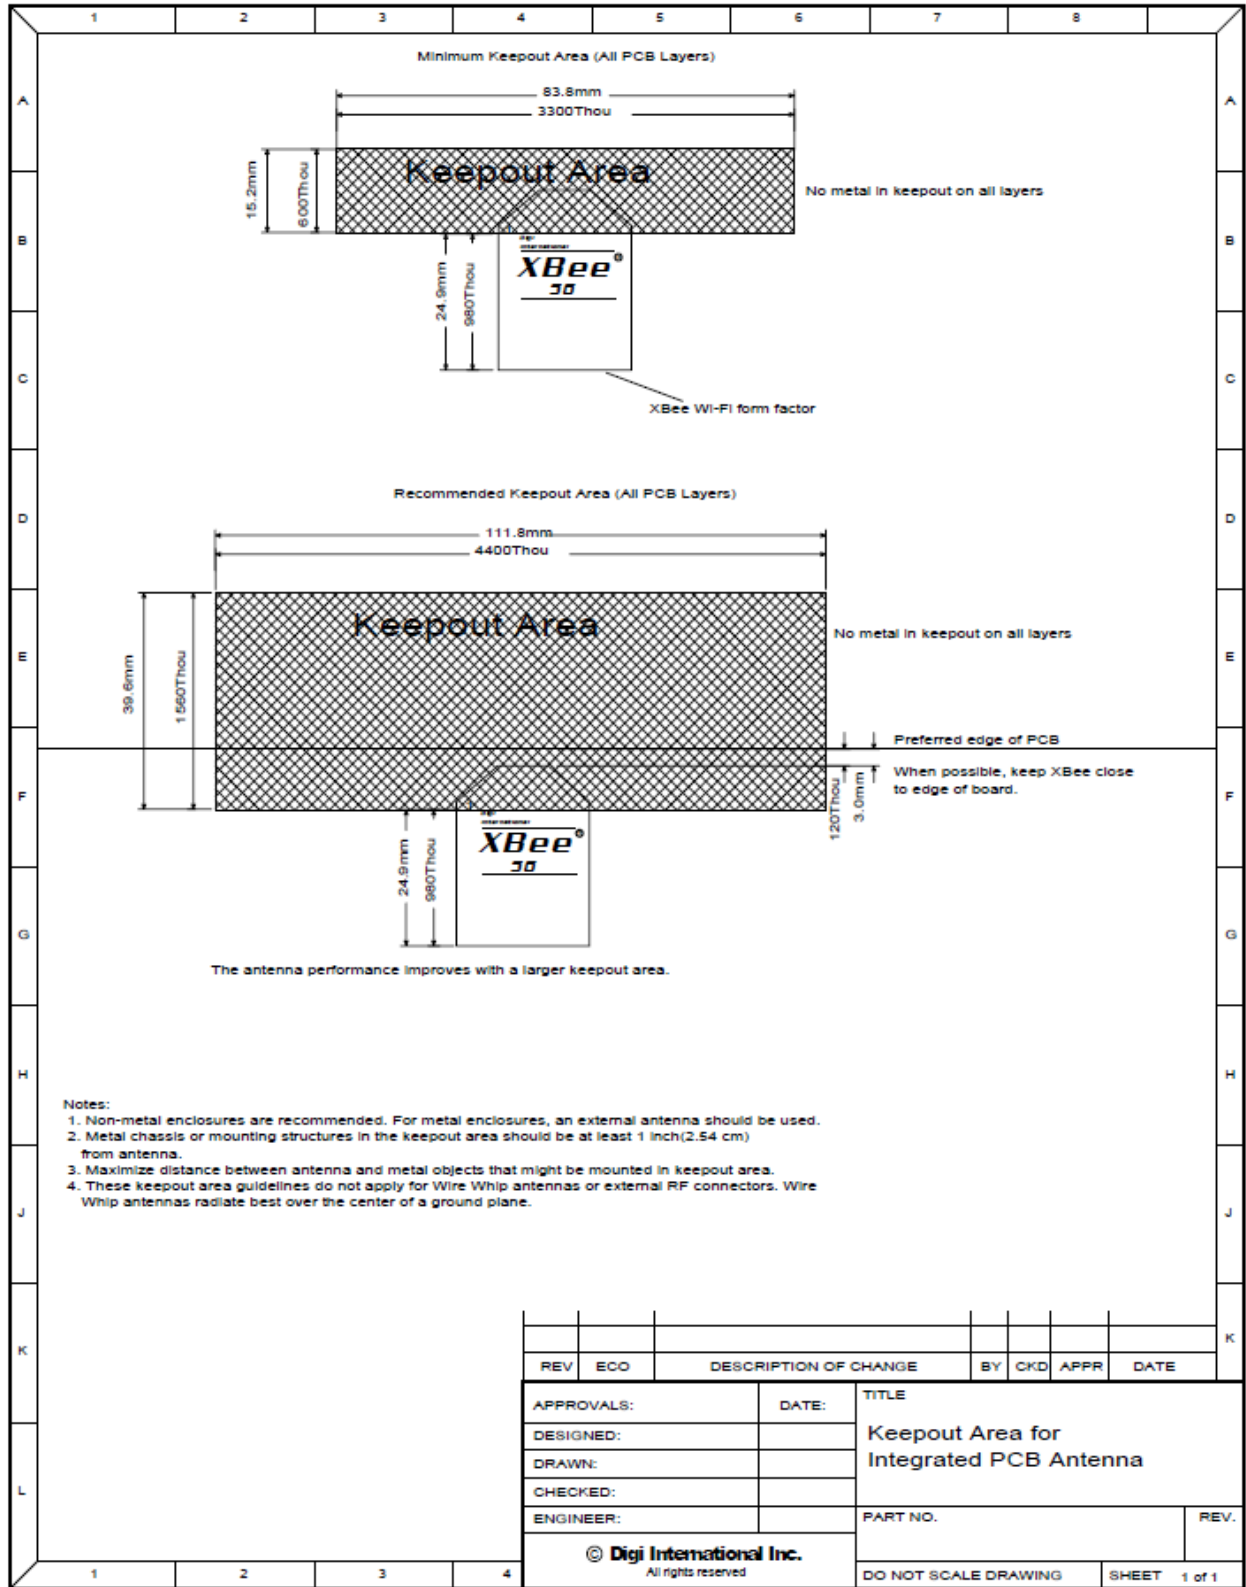 1 2 3 4 5 6 7 8
Minimum Keepout Area (All PCB Layers)
A A
83.8mm
3300Thou
Keepout Area
15.2mm
600Thou
No metal in keepout on all layers
B B
XBee®
24.9mm
980Thou
C C
XBee Wi-Fi form factor
Recommended Keepout Area (All PCB Layers)
D D
111.8mm
4400Thou
Keepout Area
No metal in keepout on all layers
E E
39.6mm
1560Thou
Preferred edge of PCB
When possible, keep XBee close
to edge of board.
F F
120Thou
3.0mm
XBee®
24.9mm
980Thou
G G
The antenna performance improves with a larger keepout area.
H H
Notes:
1. Non-metal enclosures are recommended. For metal enclosures, an external antenna should be used.
2. Metal chassis or mounting structures in the keepout area should be at least 1 inch(2.54 cm)
from antenna.
3. Maximize distance between antenna and metal objects that might be mounted in keepout area.
4. These keepout area guidelines do not apply for Wire Whip antennas or external RF connectors. Wire
Whip antennas radiate best over the center of a ground plane.
J J
K K
REV ECO DESCRIPTION OF CHANGE BY CKD APPR DATE
APPROVALS: DATE: TITLE
DESIGNED:
Keepout Area for
Integrated PCB Antenna
DRAWN:
L
CHECKED:
ENGINEER: PART NO. REV.
© Digi International Inc.
All rights reserved
DO NOT SCALE DRAWING SHEET 1 of 1
1 2 3 4